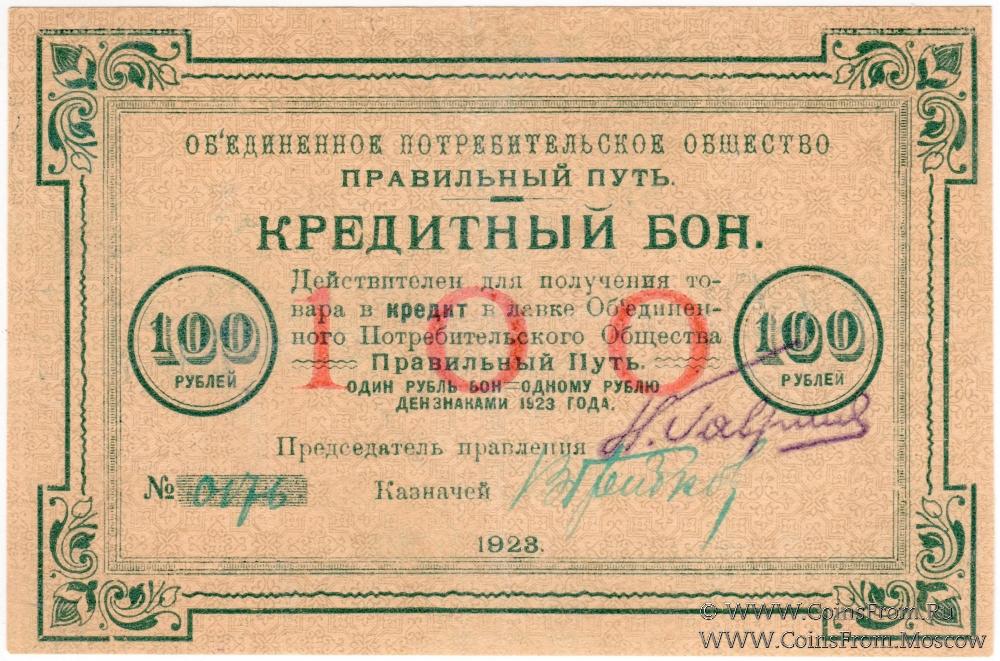 ОБ'ЕДИНЕННОЕ ПОТРЕБИТЕЛЬСКОЕ ОБЩЕСТВО
ПРАВИЛЬНЫЙ ПУТЬ.
КРЕДИТНЫЙ БОН.
Действителен для получения то-
вара в кредит в лавке Об'единен-
ного Потребительского Общества
Правильный Путь.
ОДИН РУБЛЬ БОН=ОДНОМУ РУБЛЮ
ДЕНЗНАКАМИ 1923 ГОДА.
100
100 РУБЛЕЙ
100 РУБЛЕЙ
Председатель правления
№ 0176 Казначей
1923.
© WWW.CoinsFrom.Ru
WWW.CoinsFrom.Moscow